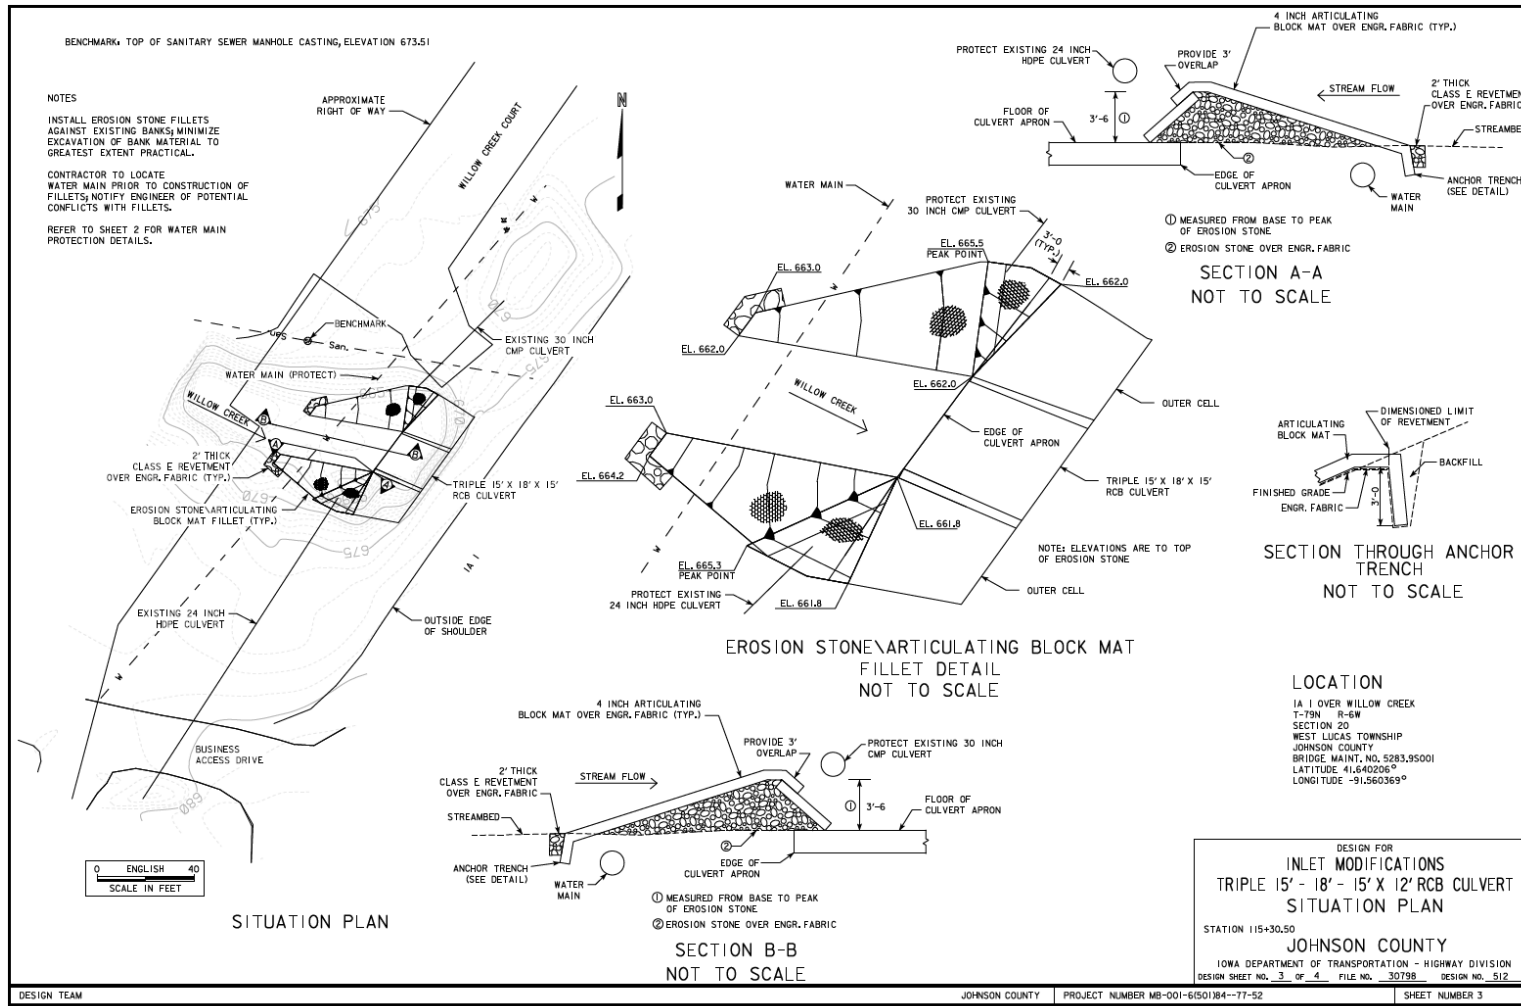 BENCHMARK: TOP OF SANITARY SEWER MANHOLE CASTING, ELEVATION 673.51
NOTES
INSTALL EROSION STONE FILLETS
AGAINST EXISTING BANKS; MINIMIZE
EXCAVATION OF BANK MATERIAL TO
GREATEST EXTENT PRACTICAL.
CONTRACTOR TO LOCATE
WATER MAIN PRIOR TO CONSTRUCTION OF
FILLETS; NOTIFY ENGINEER OF POTENTIAL
CONFLICTS WITH FILLETS.
REFER TO SHEET 2 FOR WATER MAIN
PROTECTION DETAILS.
APPROXIMATE
RIGHT OF WAY
WILLOW CREEK COURT
N
W
675
670
BENCHMARK
San.
San.
EXISTING 30 INCH
CMP CULVERT
675
WATER MAIN (PROTECT)
WILLOW CREEK
B
A
W
670
B
A
2' THICK
CLASS E REVETMENT
OVER ENGR. FABRIC (TYP.)
TRIPLE 15' X 18' X 15'
RCB CULVERT
670
EROSION STONE\ARTICULATING
BLOCK MAT FILLET (TYP.)
675
IA 1
EXISTING 24 INCH
HDPE CULVERT
OUTSIDE EDGE
OF SHOULDER
W
BUSINESS
ACCESS DRIVE
680
0 ENGLISH 40
SCALE IN FEET
SITUATION PLAN
4 INCH ARTICULATING
BLOCK MAT OVER ENGR. FABRIC (TYP.)
PROTECT EXISTING 24 INCH
HDPE CULVERT
PROVIDE 3'
OVERLAP
STREAM FLOW
2' THICK
CLASS E REVETMEN
OVER ENGR. FABRIC
FLOOR OF
CULVERT APRON
3'-6 ①
STREAMBE
②
EDGE OF
CULVERT APRON
WATER
MAIN
ANCHOR TRENCH
(SEE DETAIL)
① MEASURED FROM BASE TO PEAK
OF EROSION STONE
② EROSION STONE OVER ENGR. FABRIC
SECTION A-A
NOT TO SCALE
WATER MAIN
PROTECT EXISTING
30 INCH CMP CULVERT
3'-0
(TYP.)
EL. 665.5
PEAK POINT
EL. 663.0
EL. 662.0
W
EL. 662.0
EL. 662.0
WILLOW
CREEK
EL. 663.0
OUTER CELL
EDGE OF
CULVERT APRON
EL. 664.2
TRIPLE 15' X 18' X 15'
RCB CULVERT
EL. 661.8
W
EL. 665.3
PEAK POINT
NOTE: ELEVATIONS ARE TO TOP
OF EROSION STONE
PROTECT EXISTING
24 INCH HDPE CULVERT
EL. 661.8
OUTER CELL
EROSION STONE\ARTICULATING BLOCK MAT
FILLET DETAIL
NOT TO SCALE
DIMENSIONED LIMIT
OF REVETMENT
ARTICULATING
BLOCK MAT
BACKFILL
FINISHED GRADE
ENGR. FABRIC
3'-0
SECTION THROUGH ANCHOR
TRENCH
NOT TO SCALE
4 INCH ARTICULATING
BLOCK MAT OVER ENGR. FABRIC (TYP.)
PROVIDE 3'
OVERLAP
PROTECT EXISTING 30 INCH
CMP CULVERT
2' THICK
CLASS E REVETMENT
OVER ENGR. FABRIC
STREAM FLOW
STREAMBED
① 3'-6
FLOOR OF
CULVERT APRON
②
ANCHOR TRENCH
(SEE DETAIL)
WATER
MAIN
EDGE OF
CULVERT APRON
① MEASURED FROM BASE TO PEAK
OF EROSION STONE
② EROSION STONE OVER ENGR. FABRIC
SECTION B-B
NOT TO SCALE
LOCATION
IA 1 OVER WILLOW CREEK
T-79N R-6W
SECTION 20
WEST LUCAS TOWNSHIP
JOHNSON COUNTY
BRIDGE MAINT. NO. 5283.9S001
LATITUDE 41.640206°
LONGITUDE -91.560369°
DESIGN FOR
INLET MODIFICATIONS
TRIPLE 15' - 18' - 15' X 12' RCB CULVERT
SITUATION PLAN
STATION 115+30.50
JOHNSON COUNTY
IOWA DEPARTMENT OF TRANSPORTATION - HIGHWAY DIVISION
DESIGN SHEET NO. 3 OF 4 FILE NO. 30798 DESIGN NO. 512
DESIGN TEAM
JOHNSON COUNTY
PROJECT NUMBER MB-001-6(501)84--77-52
SHEET NUMBER 3